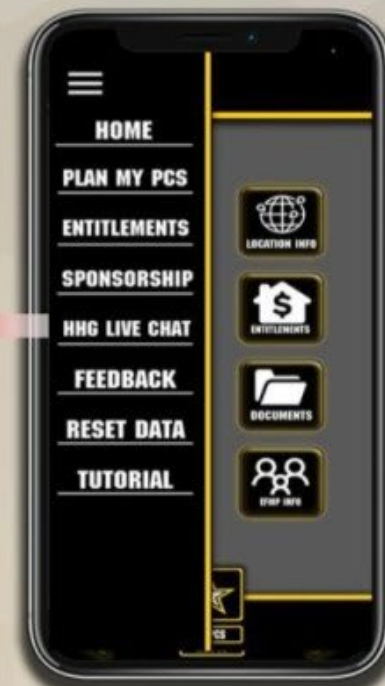 HOME
PLAN MY PCS
ENTITLEMENTS
SPONSORSHIP
HHG LIVE CHAT
FEEDBACK
RESET DATA
TUTORIAL
LOCATION INFO
ENTITLEMENTS
DOCUMENTS
EFMP INFO
PCS